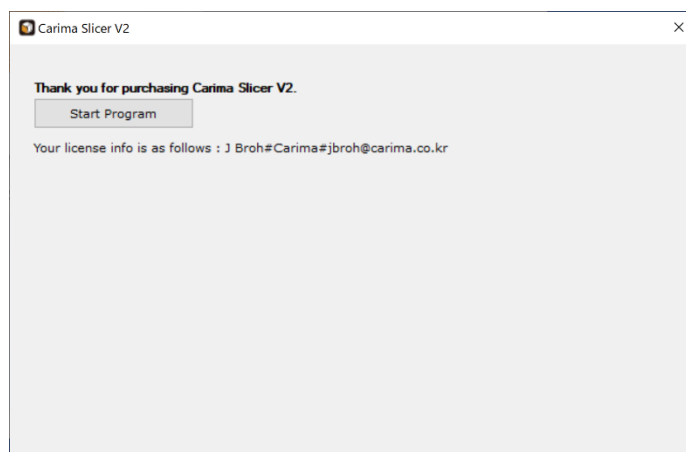 Carima Slicer V2
Thank you for purchasing Carima Slicer V2.
Start Program
Your license info is as follows : J Broh#Carima#jbroh@carima.co.kr